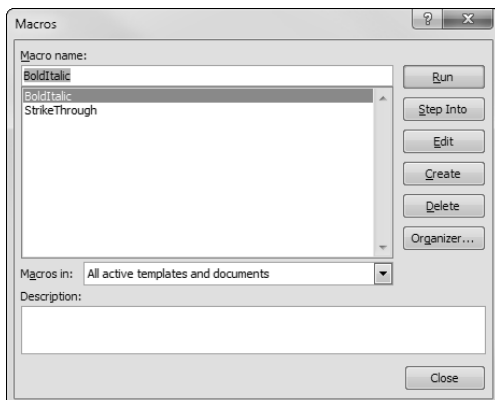 Macros
?
Macro name:
BoldItalic
BoldItalic
StrikeThrough
Run
Step Into
Edit
Create
Delete
Organizer...
Macros in: All active templates and documents
Description:
Close